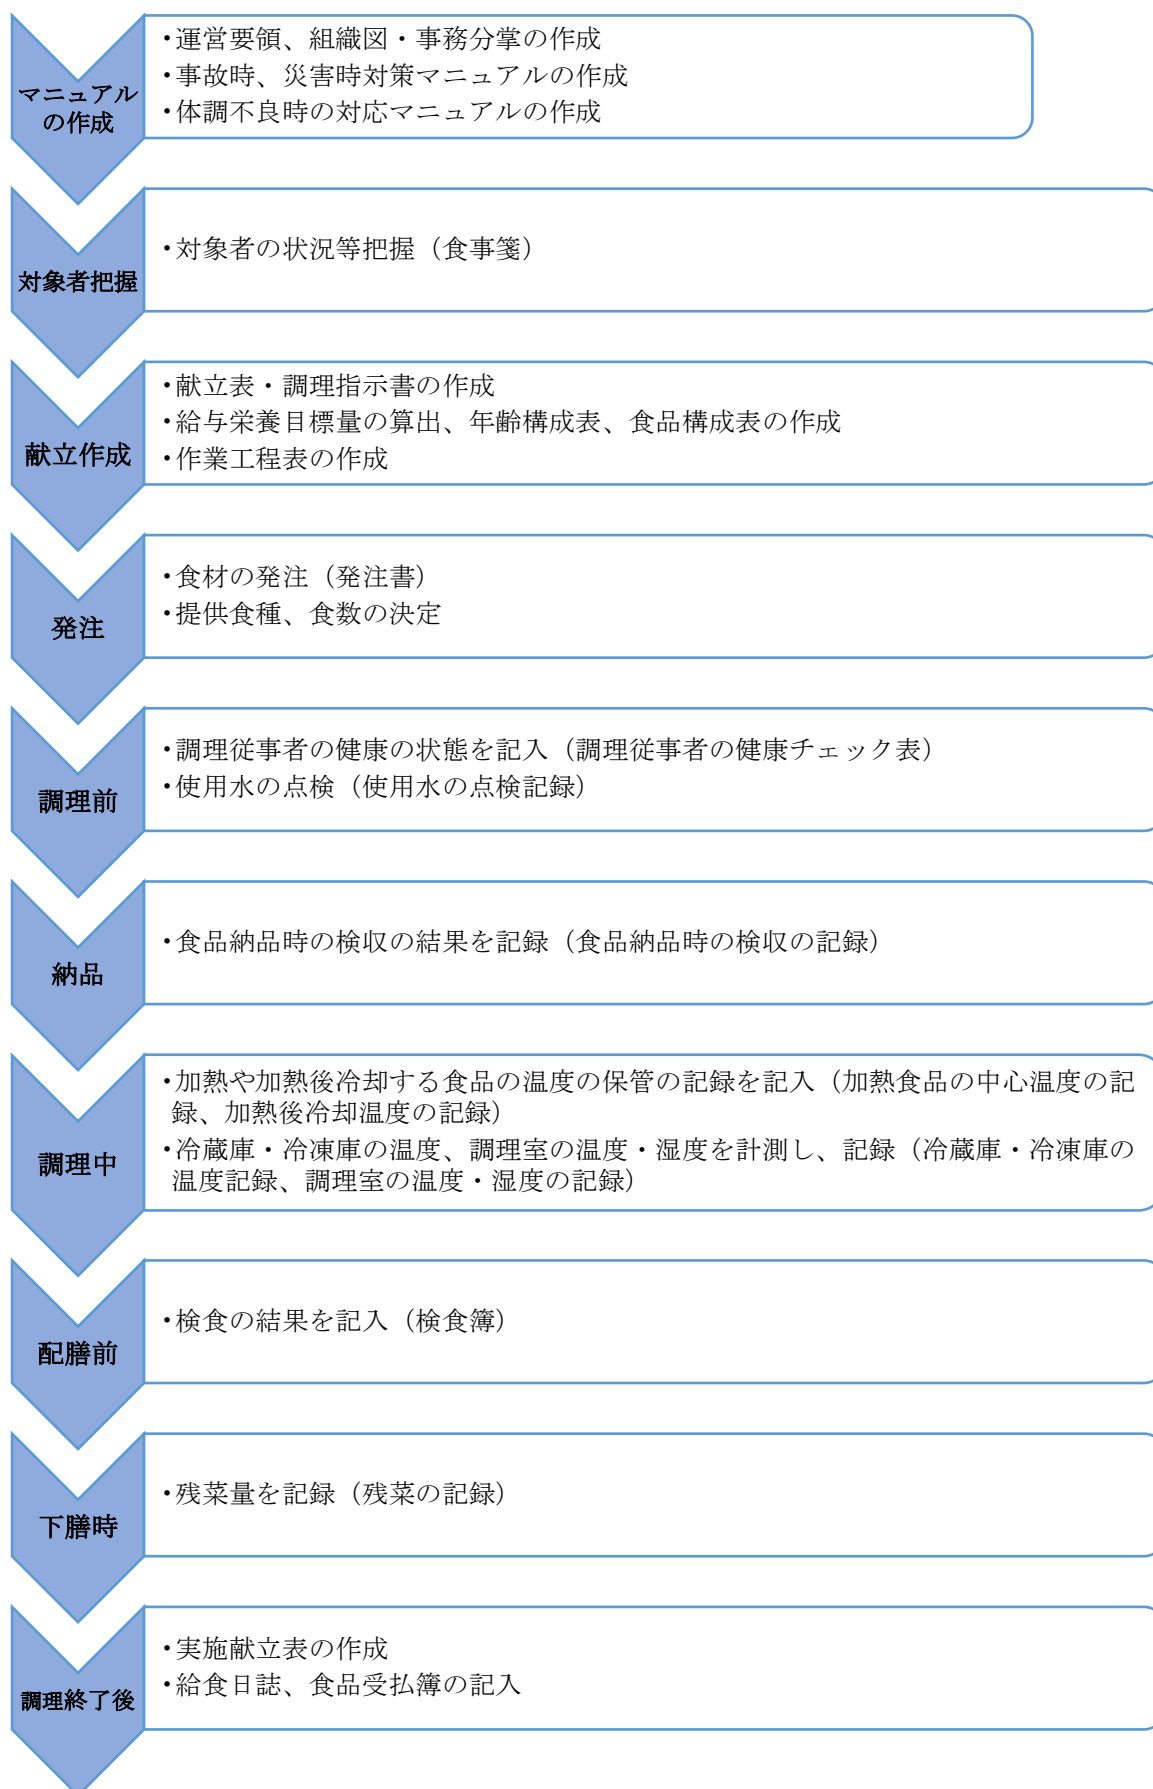 マニュアル
の作成
・運営要領、組織図・事務分掌の作成
・事故時、災害時対策マニュアルの作成
・体調不良時の対応マニュアルの作成
対象者把握
・対象者の状況等把握（食事箋）
献立作成
・献立表・調理指示書の作成
・給与栄養目標量の算出、年齢構成表、食品構成表の作成
・作業工程表の作成
発注
・食材の発注（発注書）
・提供食種、食数の決定
調理前
・調理従事者の健康の状態を記入（調理従事者の健康チェック表）
・使用水の点検（使用水の点検記録）
納品
・食品納品時の検収の結果を記録（食品納品時の検収の記録）
調理中
・加熱や加熱後冷却する食品の温度の保管の記録を記入（加熱食品の中心温度の記
録、加熱後冷却温度の記録）
・冷蔵庫・冷凍庫の温度、調理室の温度・湿度を計測し、記録（冷蔵庫・冷凍庫の
温度記録、調理室の温度・湿度の記録）
配膳前
・検食の結果を記入（検食簿）
下膳時
・残菜量を記録（残菜の記録）
調理終了後
・実施献立表の作成
・給食日誌、食品受払簿の記入